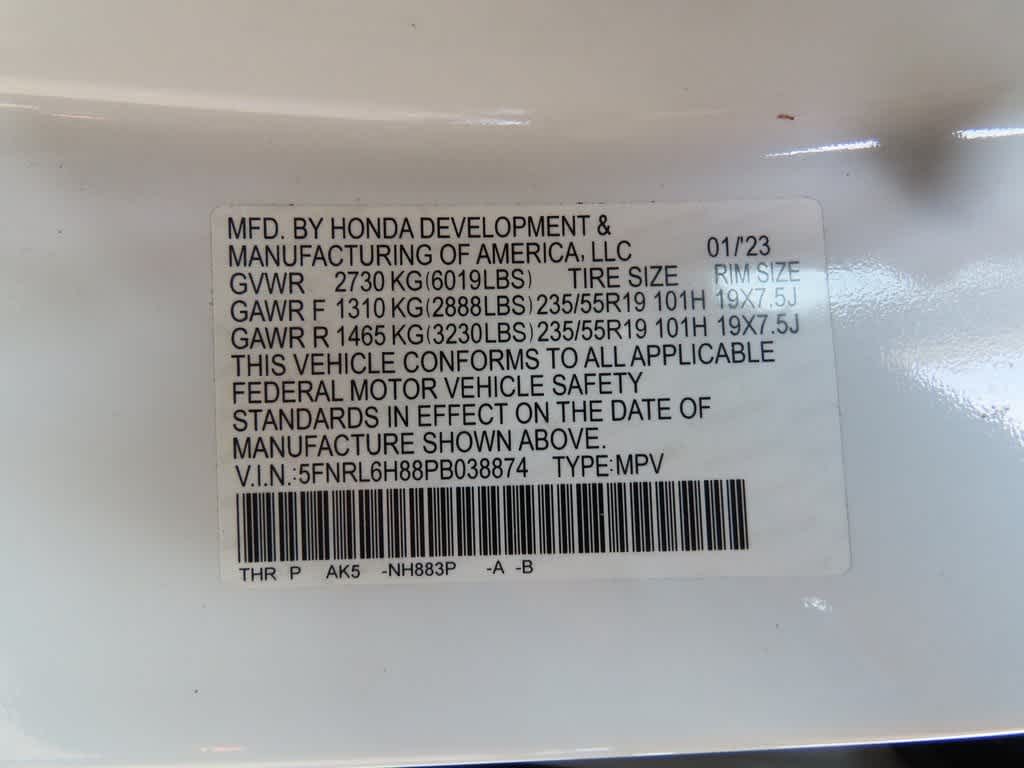 MFD. BY HONDA DEVELOPMENT &
MANUFACTURING OF AMERICA, LLC 01/'23
GVWR 2730 KG(6019LBS) TIRE SIZE RIM SIZE
GAWR F 1310 KG(2888LBS) 235/55R19 101H 19X7.5J
GAWR R 1465 KG(3230LBS) 235/55R19 101H 19X7.5J
THIS VEHICLE CONFORMS TO ALL APPLICABLE
FEDERAL MOTOR VEHICLE SAFETY
STANDARDS IN EFFECT ON THE DATE OF
MANUFACTURE SHOWN ABOVE.
V.I.N.:5FNRL6H88PB038874 TYPE:MPV
THR P AK5 -NH883P -A -B